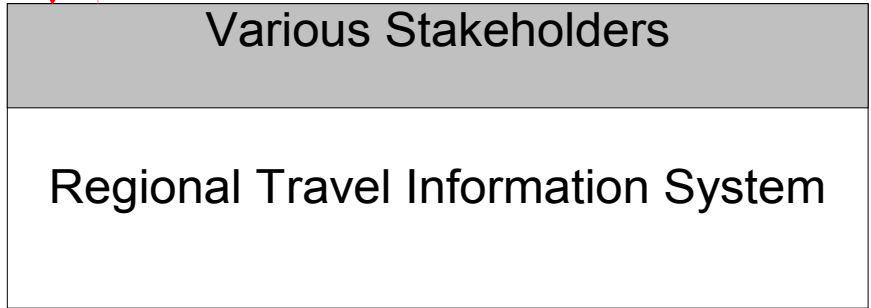 Various Stakeholders
Regional Travel Information System